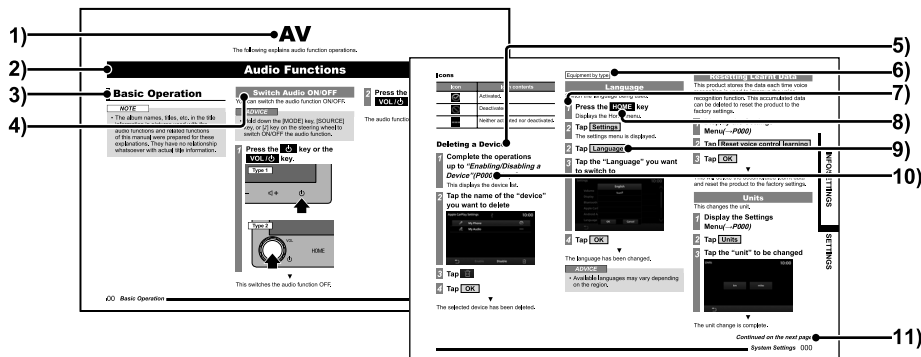 1)
2)
3)
4)
AV
The following explains audio function operations.
Audio Functions
Basic Operation
NOTE
• The album names, titles, etc. in the title
audio functions and related functions
of this manual were prepared for these
explanations. They have no relationship
whatsoever with actual title information.
Switch Audio ON/OFF
You can switch the audio function ON/OFF.
ADVICE
• Hold down the [MODE] key, [SOURCE]
key, or [♪] key on the steering wheel to
switch ON/OFF the audio function.
1 Press the ⏻ key or the
VOL/⏻ key.
Type 1
Type 2
VOL
HOME
▼
This switches the audio function OFF.
2 Press the
VOL/⏻
The audio function
Basic Operation
Icons
Icon
contents
Activated.
Deactivate
Neither activated nor deactivated.
Deleting a Device
1 Complete the operations
up to "Enabling/Disabling a
Device"(P000
This displays the device list.
2 Tap the name of the "device"
you want to delete
3 Tap
4 Tap OK
▼
The selected device has been deleted.
Equipment by type
Language
Switch the language being used.
1 Press the HOME key
Displays the Home menu.
2 Tap Settings
The settings menu is displayed.
2 Tap Language
3 Tap the "Language" you want
to switch to
4 Tap OK
▼
The language has been changed.
ADVICE
• Available languages may vary depending
on the region.
Resetting Learnt Data
This product stores the data each time voice
recognition function. This accumulated data
can be deleted to reset the product to the
factory settings.
Menu(→P000)
2 Tap Reset voice control learning
3 Tap OK
▼
and reset the product to the factory settings.
Units
This changes the unit.
1 Display the Settings
Menu(→P000)
2 Tap Units
3 Tap the "unit" to be changed
▼
The unit change is complete.
Continued on the next page
System Settings 000
INFO/SETTINGS
SETTINGS
5)
6)
7)
8)
9)
10)
11)